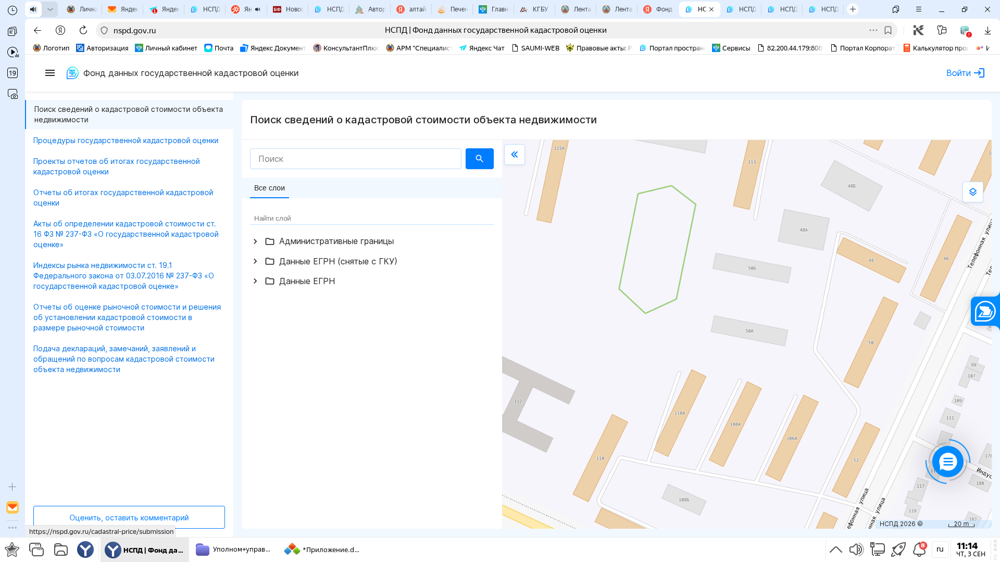 Лична
Яндек
Яндек
НСПД
Ян
Новос
НСПД
Автор
алтай
Печен
Главн
КГБУ
Лента
Лента
Фонд
НС
НСПД
НСПД
НСПД
nspd.gov.ru
НСПД | Фонд данных государственной кадастровой оценки
Логотип
Авторизация
Личный кабинет
Почта
Яндекс Документ
КонсультантПлюс
АРМ "Специалист
Яндекс Чат
SAUMI-WEB
Правовые акты: Р
Портал простран
Сервисы
82.200.44.179:808
Портал Корпорат
Калькулятор про
19
Фонд данных государственной кадастровой оценки
Войти
Поиск сведений о кадастровой стоимости объекта
недвижимости
Процедуры государственной кадастровой оценки
Проекты отчетов об итогах государственной
кадастровой оценки
Отчеты об итогах государственной кадастровой
оценки
Акты об определении кадастровой стоимости ст.
16 ФЗ № 237-ФЗ «О государственной кадастровой
оценке»
Индексы рынка недвижимости ст. 19.1
Федерального закона от 03.07.2016 № 237-ФЗ «О
государственной кадастровой оценке»
Отчеты об оценке рыночной стоимости и решения
об установлении кадастровой стоимости в
размере рыночной стоимости
Подача деклараций, замечаний, заявлений и
обращений по вопросам кадастровой стоимости
объекта недвижимости
Оценить, оставить комментарий
https://nspd.gov.ru/cadastral-price/submission
Поиск сведений о кадастровой стоимости объекта недвижимости
Поиск
Все слои
Найти слой
Административные границы
Данные ЕГРН (снятые с ГКУ)
Данные ЕГРН
115А
113
48Б
48А
48
46
50Б
50А
50
Телефонная улица
99
107
109
111
112
110А
108А
106А
110
52
108Б
117
119
178
180
182
Индус
ефонная улица
нная улица
НСПД 2026 ©
20 m
НСПД | Фонд да...
Уполном+управ...
*Приложение.d...
8
ru
11:14
ЧТ, 3 СЕН